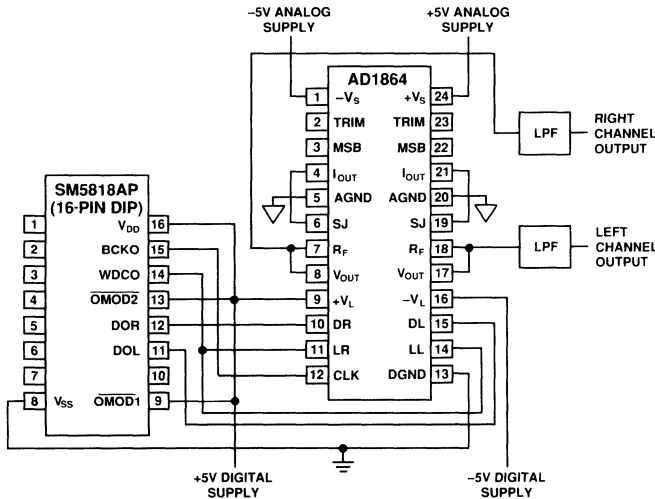 –5V ANALOG
SUPPLY
+5V ANALOG
SUPPLY
AD1864
1 –VS +VS 24
2 TRIM TRIM 23
3 MSB MSB 22
4 IOUT IOUT 21
5 AGND AGND 20
6 SJ SJ 19
7 RF RF 18
8 VOUT VOUT 17
9 +VL –VL 16
10 DR DL 15
11 LR LL 14
12 CLK DGND 13
LPF
RIGHT
CHANNEL
OUTPUT
LPF
LEFT
CHANNEL
OUTPUT
SM5818AP
(16-PIN DIP)
1 VDD 16
2 BCKO 15
3 WDCO 14
4 OMOD2 13
5 DOR 12
6 DOL 11
7 10
8 VSS OMOD1 9
+5V DIGITAL
SUPPLY
–5V DIGITAL
SUPPLY